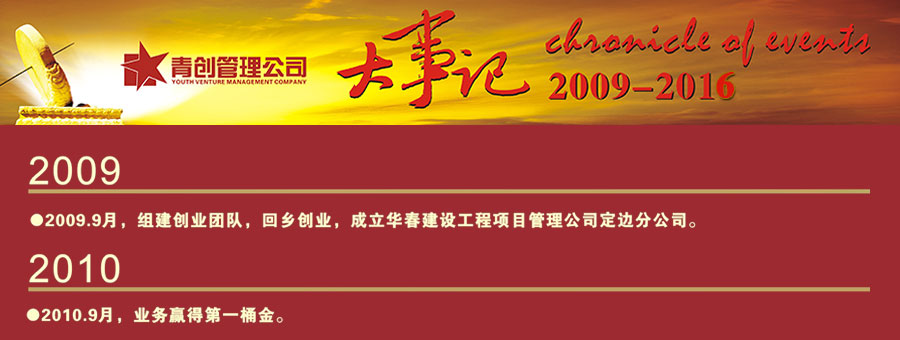 青创管理公司
YOUTH VENTURE MANAGEMENT COMPANY
大事记
chronicle of events
2009-2016
2009
●2009.9月，组建创业团队，回乡创业，成立华春建设工程项目管理公司定边分公司。
2010
●2010.9月，业务赢得第一桶金。